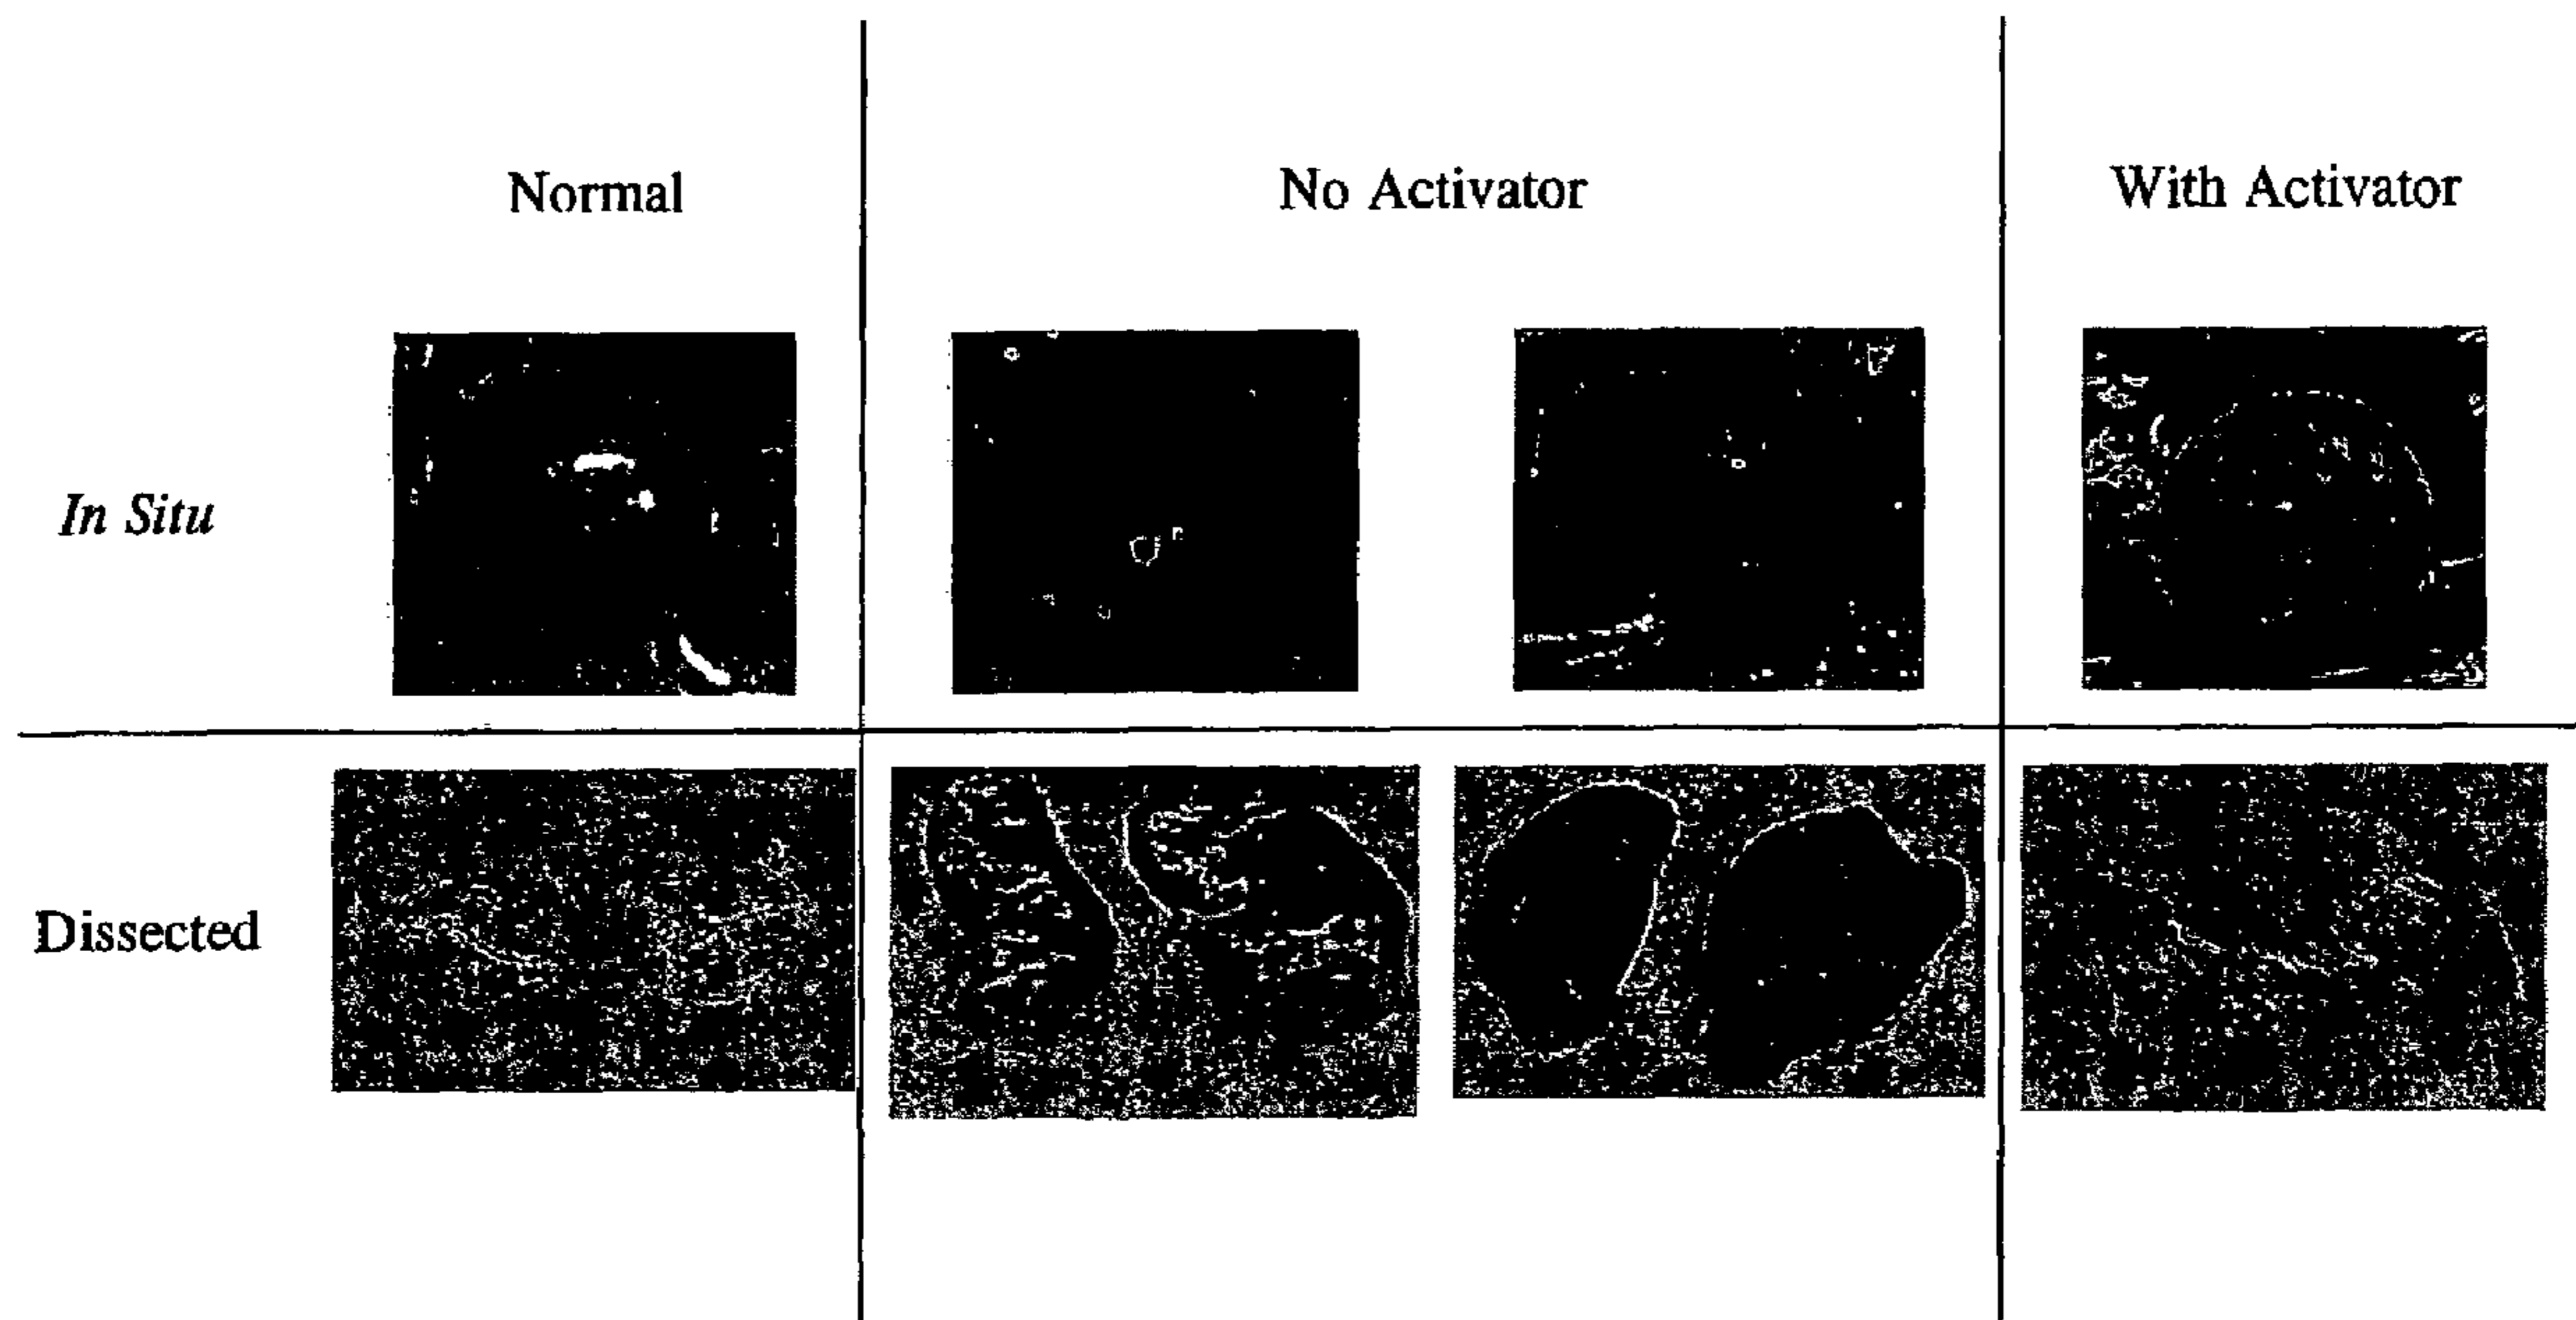 Normal
No Activator
With Activator
In Situ
Dissected